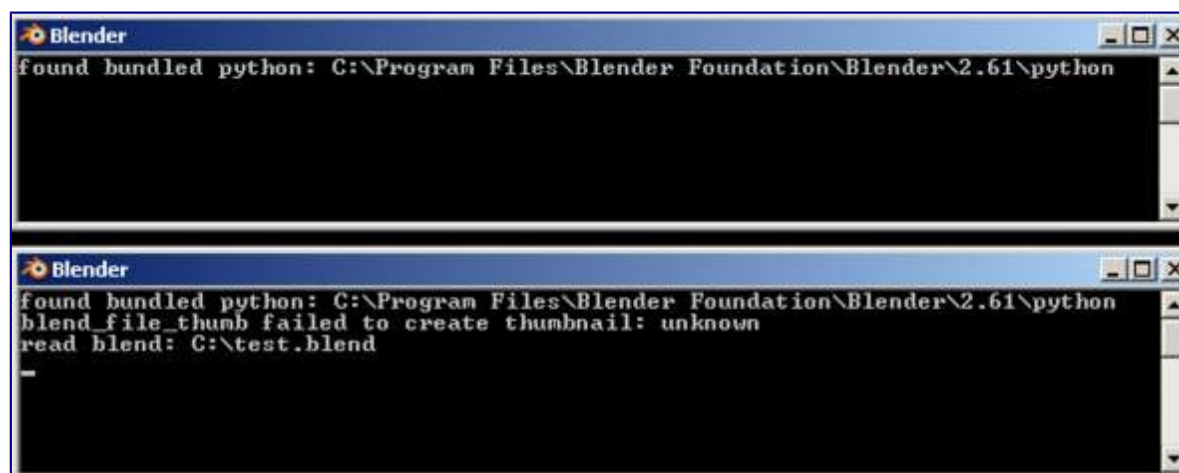 Blender
found bundled python: C:\Program Files\Blender Foundation\Blender\2.61\python
Blender
found bundled python: C:\Program Files\Blender Foundation\Blender\2.61\python
blend_file_thumb failed to create thumbnail: unknown
read blend: C:\test.blend